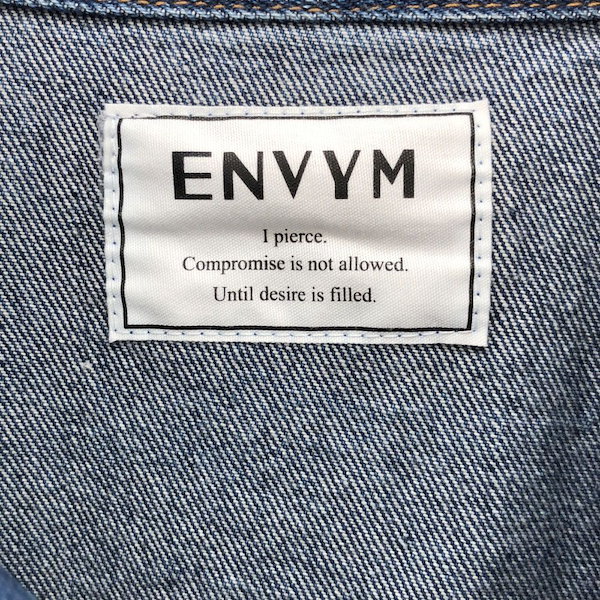 ENVYM
I pierce.
Compromise is not allowed.
Until desire is filled.